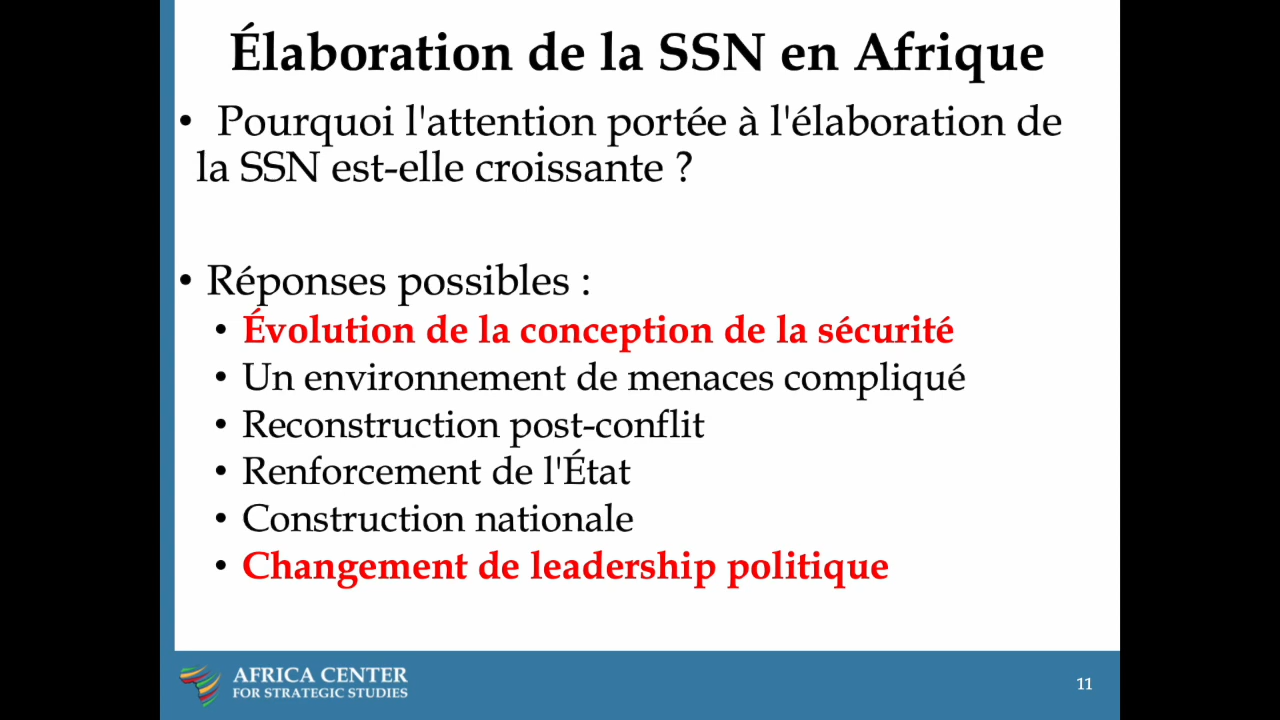 Élaboration de la SSN en Afrique
• Pourquoi l'attention portée à l'élaboration de
la SSN est-elle croissante ?
• Réponses possibles :
• Évolution de la conception de la sécurité
• Un environnement de menaces compliqué
• Reconstruction post-conflit
• Renforcement de l'État
• Construction nationale
• Changement de leadership politique
AFRICA CENTER
FOR STRATEGIC STUDIES
11